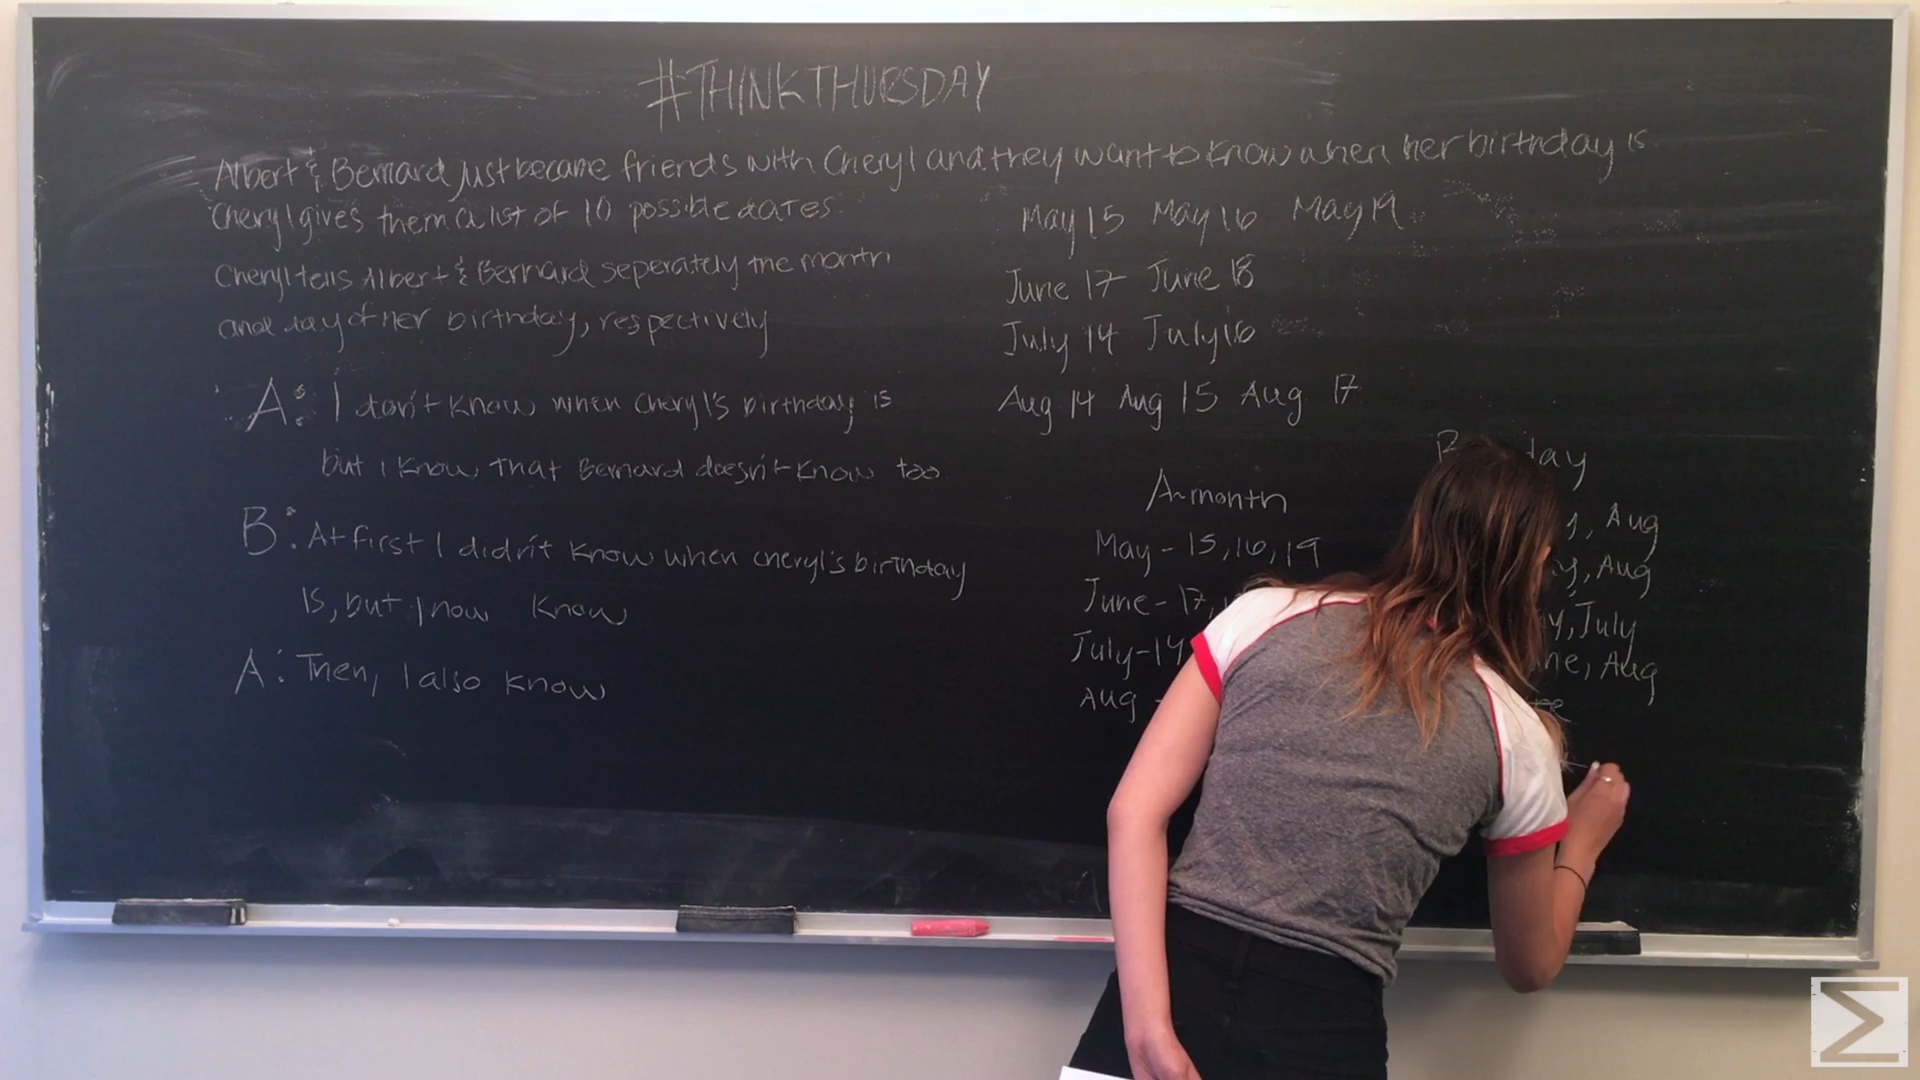 #THINKTHURSDAY
Albert & Bernard just became friends with Cheryl and they want to know when her birthday is
Cheryl gives them a list of 10 possible dates.
May 15 May 16 May 19
Cheryl tells Albert & Bernard seperately the month
and day of her birthday, respectively
June 17 June 18
July 14 July 16
Aug 14 Aug 15 Aug 17
A: I don't know when Cheryl's birthday is
but I know that Bernard doesn't know too.
B: At first I didn't know when cheryl's birthday
is, but I now know
A: Then, I also know
A-month
May - 15, 16, 19
June - 17,
July - 14
Aug -
day
, Aug
, Aug
, July
, Aug
Σ